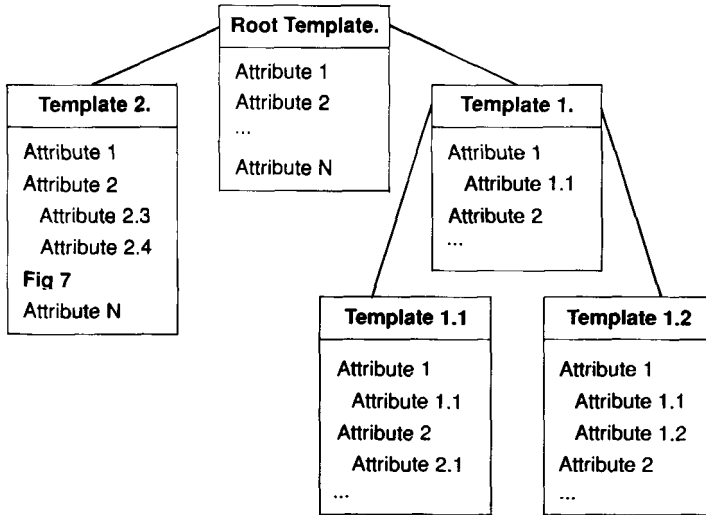 Root Template.
Attribute 1
Attribute 2
...
Attribute N
Template 2.
Attribute 1
Attribute 2
Attribute 2.3
Attribute 2.4
Fig 7
Attribute N
Template 1.
Attribute 1
Attribute 1.1
Attribute 2
...
Template 1.1
Attribute 1
Attribute 1.1
Attribute 2
Attribute 2.1
...
Template 1.2
Attribute 1
Attribute 1.1
Attribute 1.2
Attribute 2
...